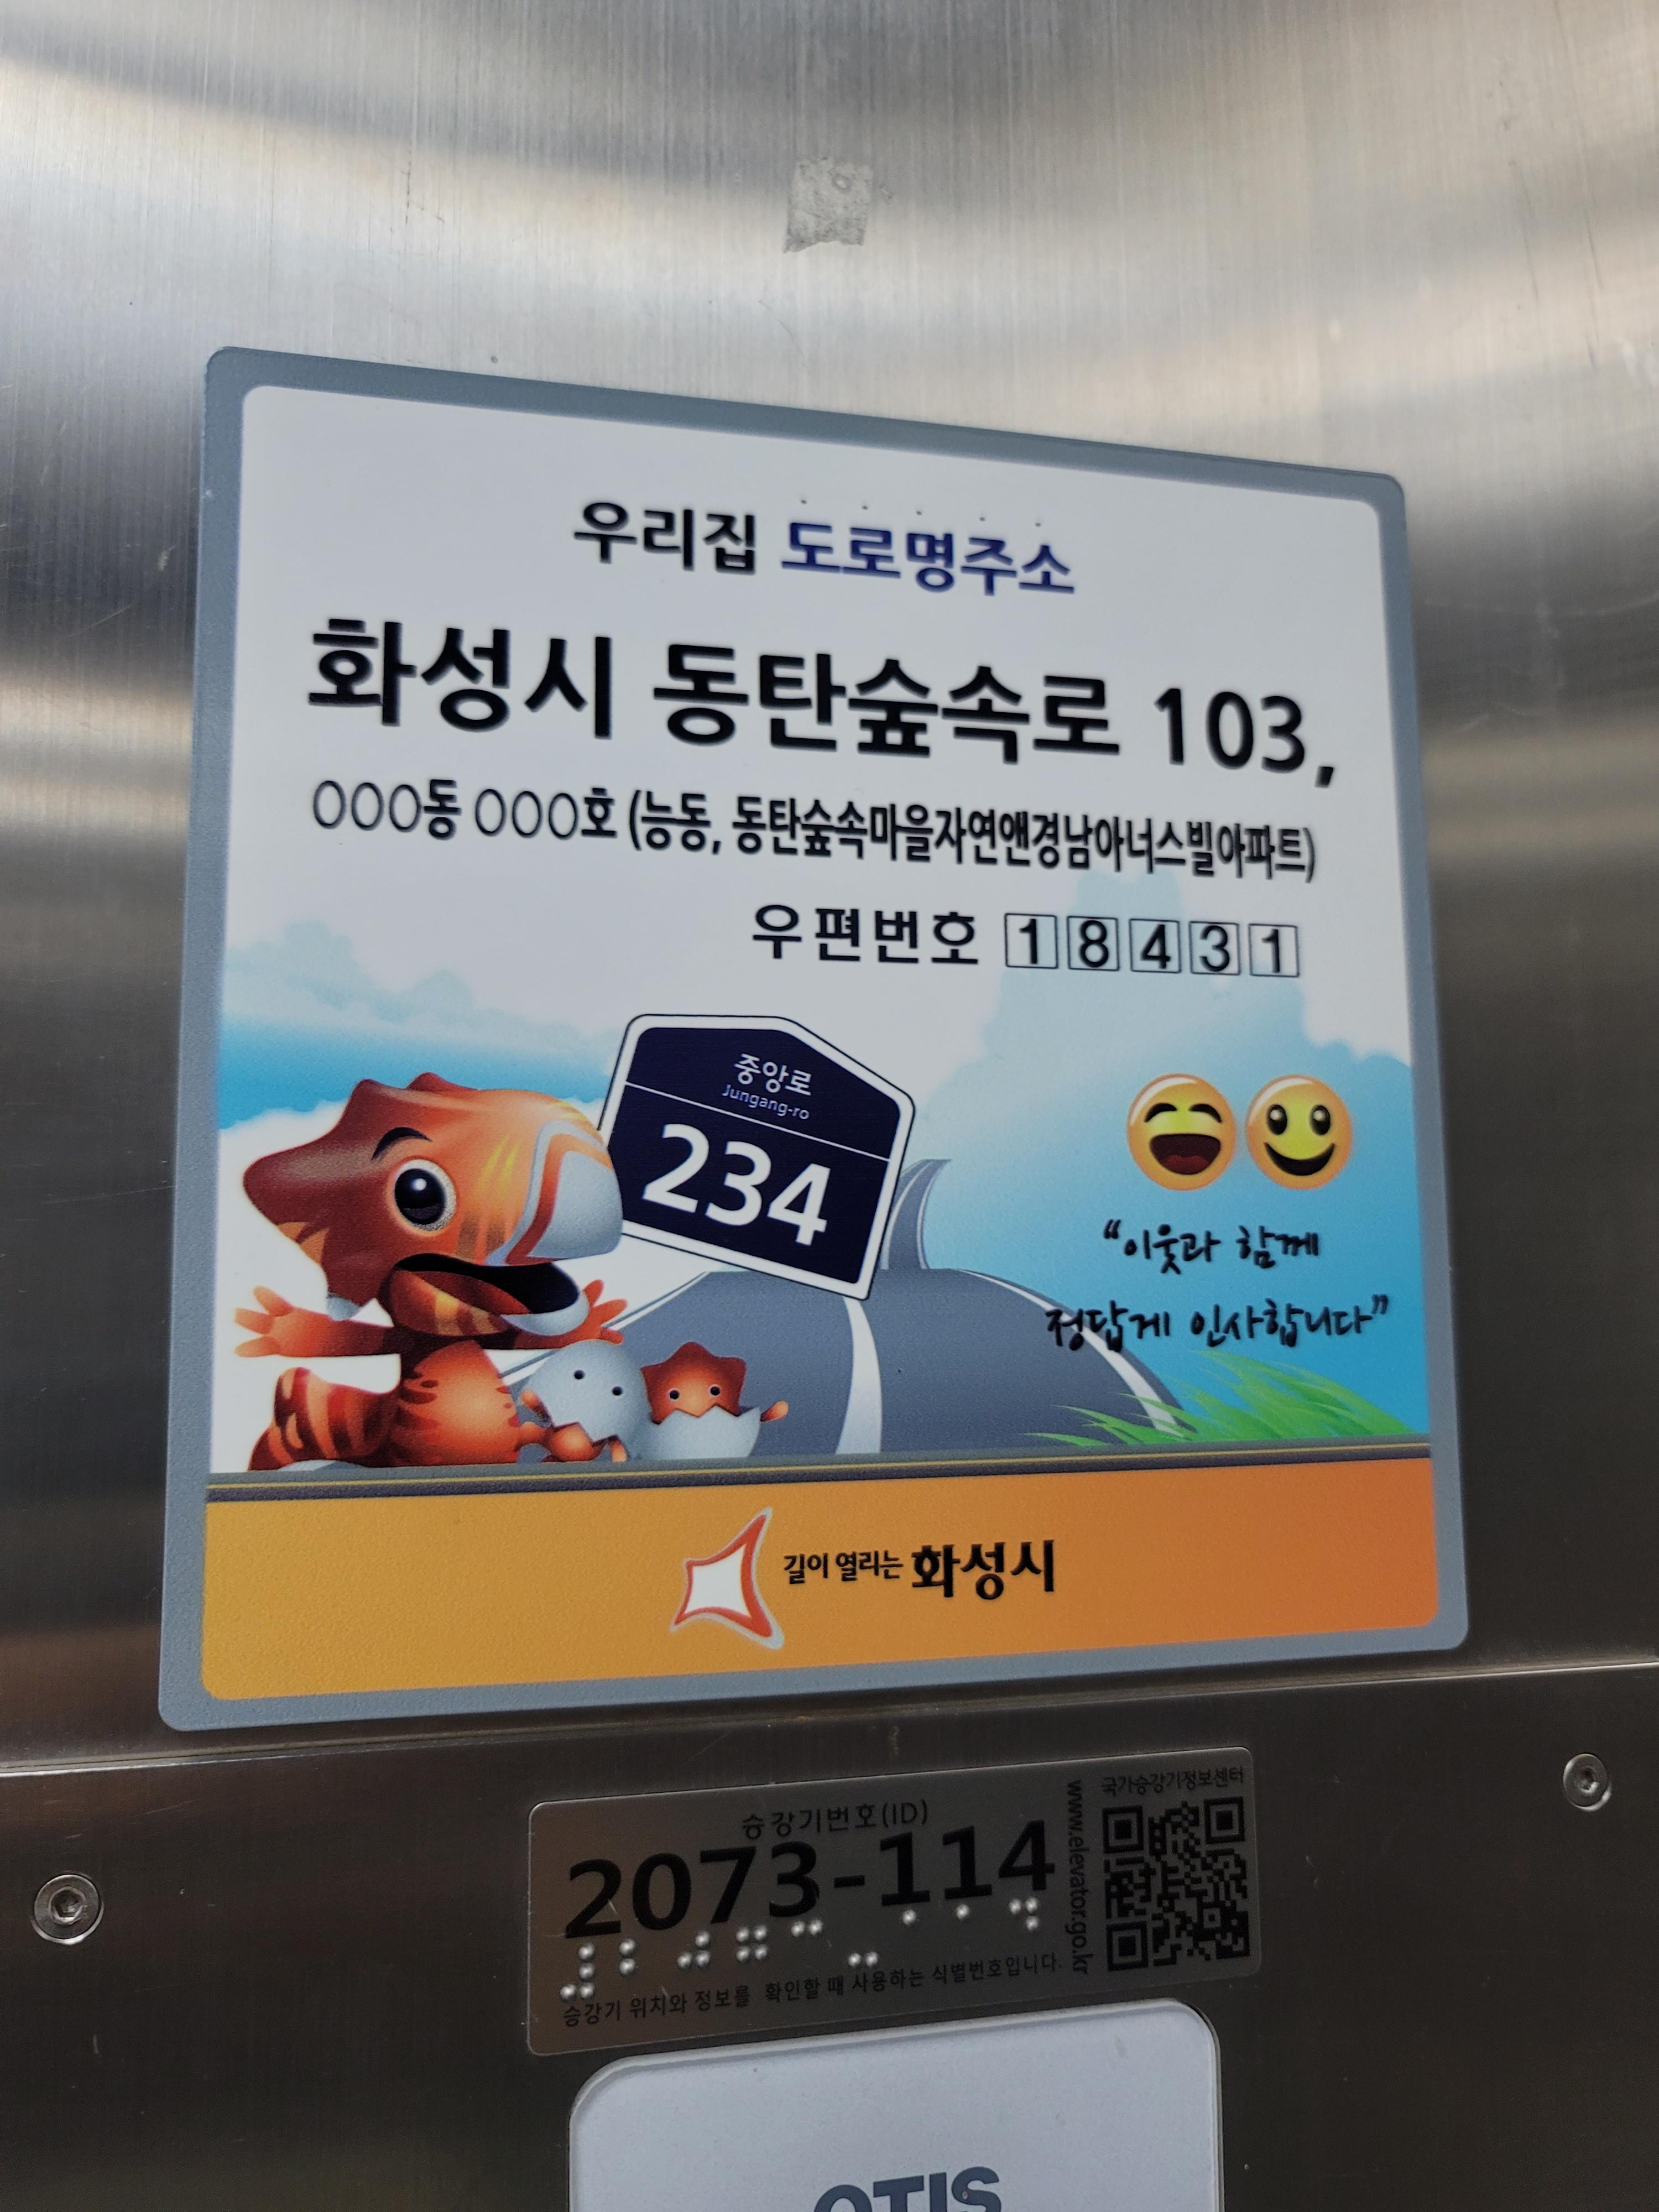 우리집 도로명주소
화성시 동탄숲속로 103,
○○○동 ○○○호 (능동, 동탄숲속마을자연앤경남아너스빌아파트)
우편번호 18431
중앙로
Jungang-ro
234
“이웃과 함께
정답게 인사합니다”
길이 열리는 화성시
승강기번호(ID)
2073-114
승강기 위치와 정보를 확인할 때 사용하는 식별번호입니다.
www.elevator.go.kr
국가승강기정보센터
OTIS